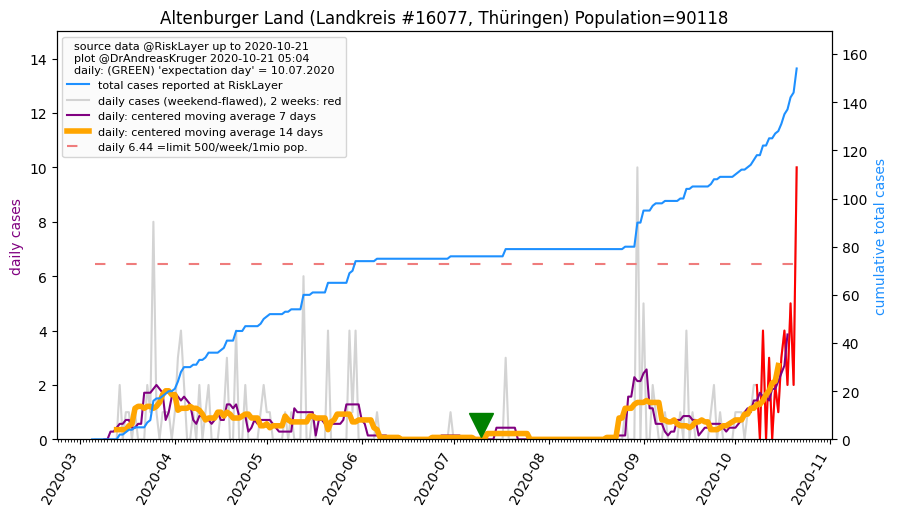 Altenburger Land (Landkreis #16077, Thüringen) Population=90118
source data @RiskLayer up to 2020-10-21
plot @DrAndreasKruger 2020-10-21 05:04
daily: (GREEN) 'expectation day' = 10.07.2020
total cases reported at RiskLayer
daily cases (weekend-flawed), 2 weeks: red
daily: centered moving average 7 days
daily: centered moving average 14 days
daily 6.44 =limit 500/week/1mio pop.
daily cases
14
12
10
8
6
4
2
0
cumulative total cases
160
140
120
100
80
60
40
20
0
2020-03
2020-04
2020-05
2020-06
2020-07
2020-08
2020-09
2020-10
2020-11